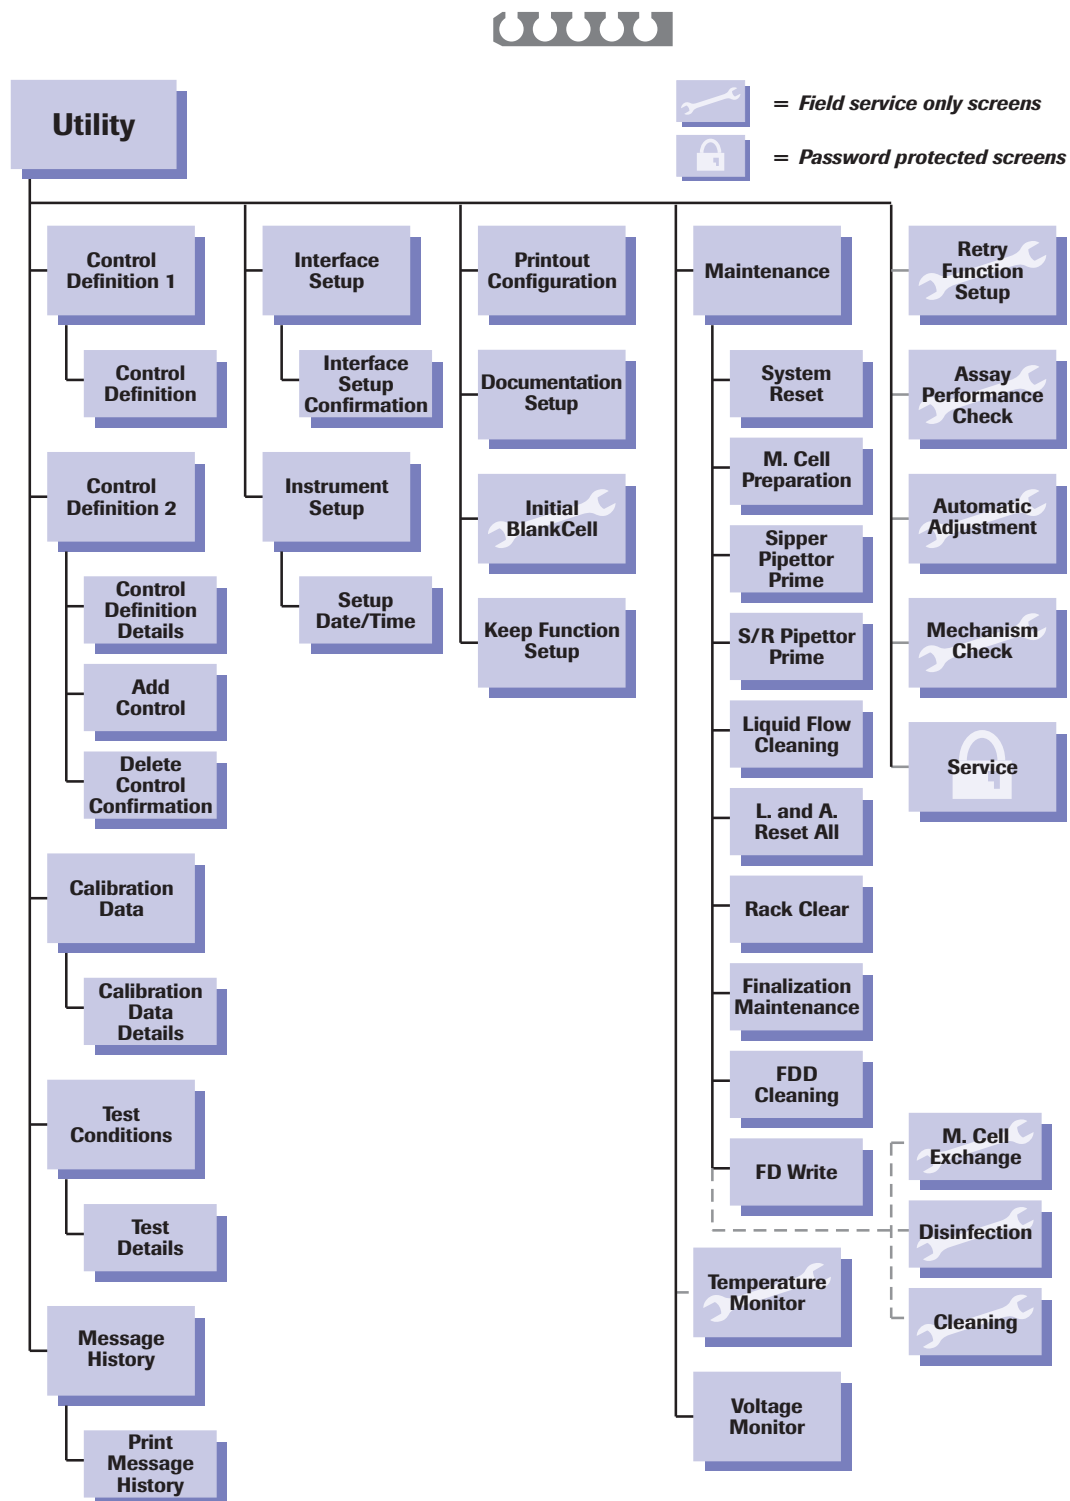 Utility
= Field service only screens
= Password protected screens
Control
Definition 1
Control
Definition
Control
Definition 2
Control
Definition
Details
Add
Control
Delete
Control
Confirmation
Calibration
Data
Calibration
Data
Details
Test
Conditions
Test
Details
Message
History
Print
Message
History
Interface
Setup
Interface
Setup
Confirmation
Instrument
Setup
Setup
Date/Time
Printout
Configuration
Documentation
Setup
Initial
BlankCell
Keep Function
Setup
Maintenance
System
Reset
M. Cell
Preparation
Sipper
Pipettor
Prime
S/R Pipettor
Prime
Liquid Flow
Cleaning
L. and A.
Reset All
Rack Clear
Finalization
Maintenance
FDD
Cleaning
FD Write
Temperature
Monitor
Voltage
Monitor
Retry
Function
Setup
Assay
Performance
Check
Automatic
Adjustment
Mechanism
Check
Service
M. Cell
Exchange
Disinfection
Cleaning